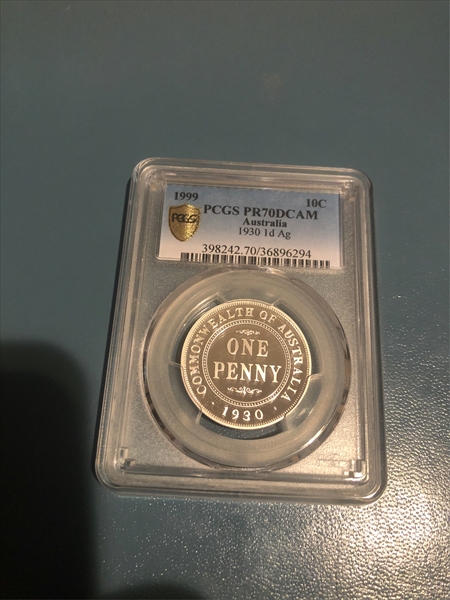 1999 10C
PCGS PR70DCAM
Australia
1930 1d Ag
PCGS
398242.70/36896294
COMMONWEALTH OF AUSTRALIA
ONE
PENNY
· 1930 ·